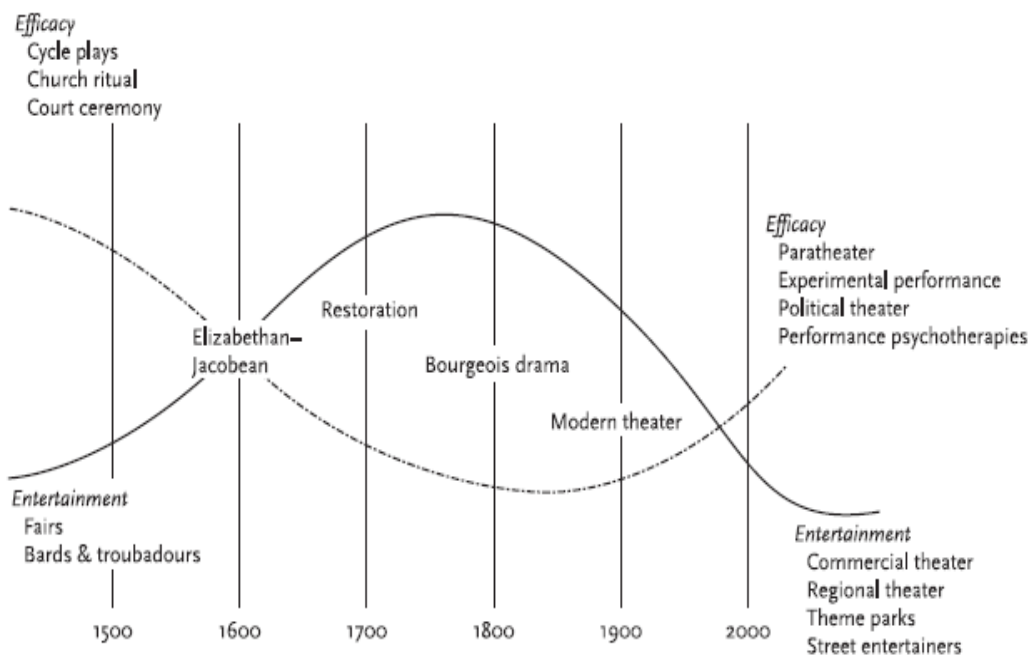 Efficacy
Cycle plays
Church ritual
Court ceremony
Efficacy
Paratheater
Experimental performance
Political theater
Performance psychotherapies
Restoration
Elizabethan–
Jacobean
Bourgeois drama
Modern theater
Entertainment
Fairs
Bards & troubadours
Entertainment
Commercial theater
Regional theater
Theme parks
Street entertainers
1500 1600 1700 1800 1900 2000